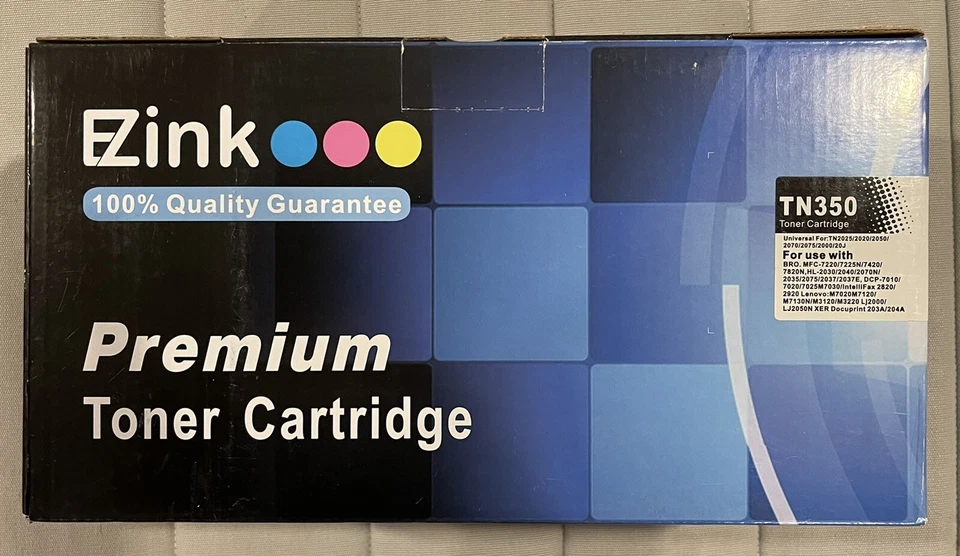 EZink
100% Quality Guarantee
Premium
Toner Cartridge
TN350
Toner Cartridge
Universal For:TN2025/2020/2050/
2070/2075/2000/20J
For use with
BRO. MFC-7220/7225N/7420/
7820N,HL-2030/2040/2070N/
2035/2075/2037/2037E, DCP-7010/
7020/7025M7030/IntelliFax 2820/
2920 Lenovo:M7020M7120/
M7130N/M3120/M3220 Lj2000/
LJ2050N XER Docuprint 203A/204A